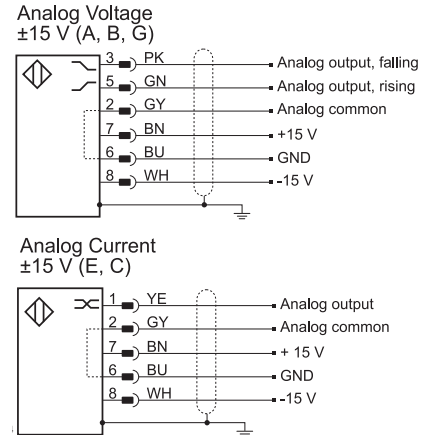 Analog Voltage
±15 V (A, B, G)
3 PK Analog output, falling
5 GN Analog output, rising
2 GY Analog common
7 BN +15 V
6 BU GND
8 WH -15 V
Analog Current
±15 V (E, C)
1 YE Analog output
2 GY Analog common
7 BN + 15 V
6 BU GND
8 WH -15 V